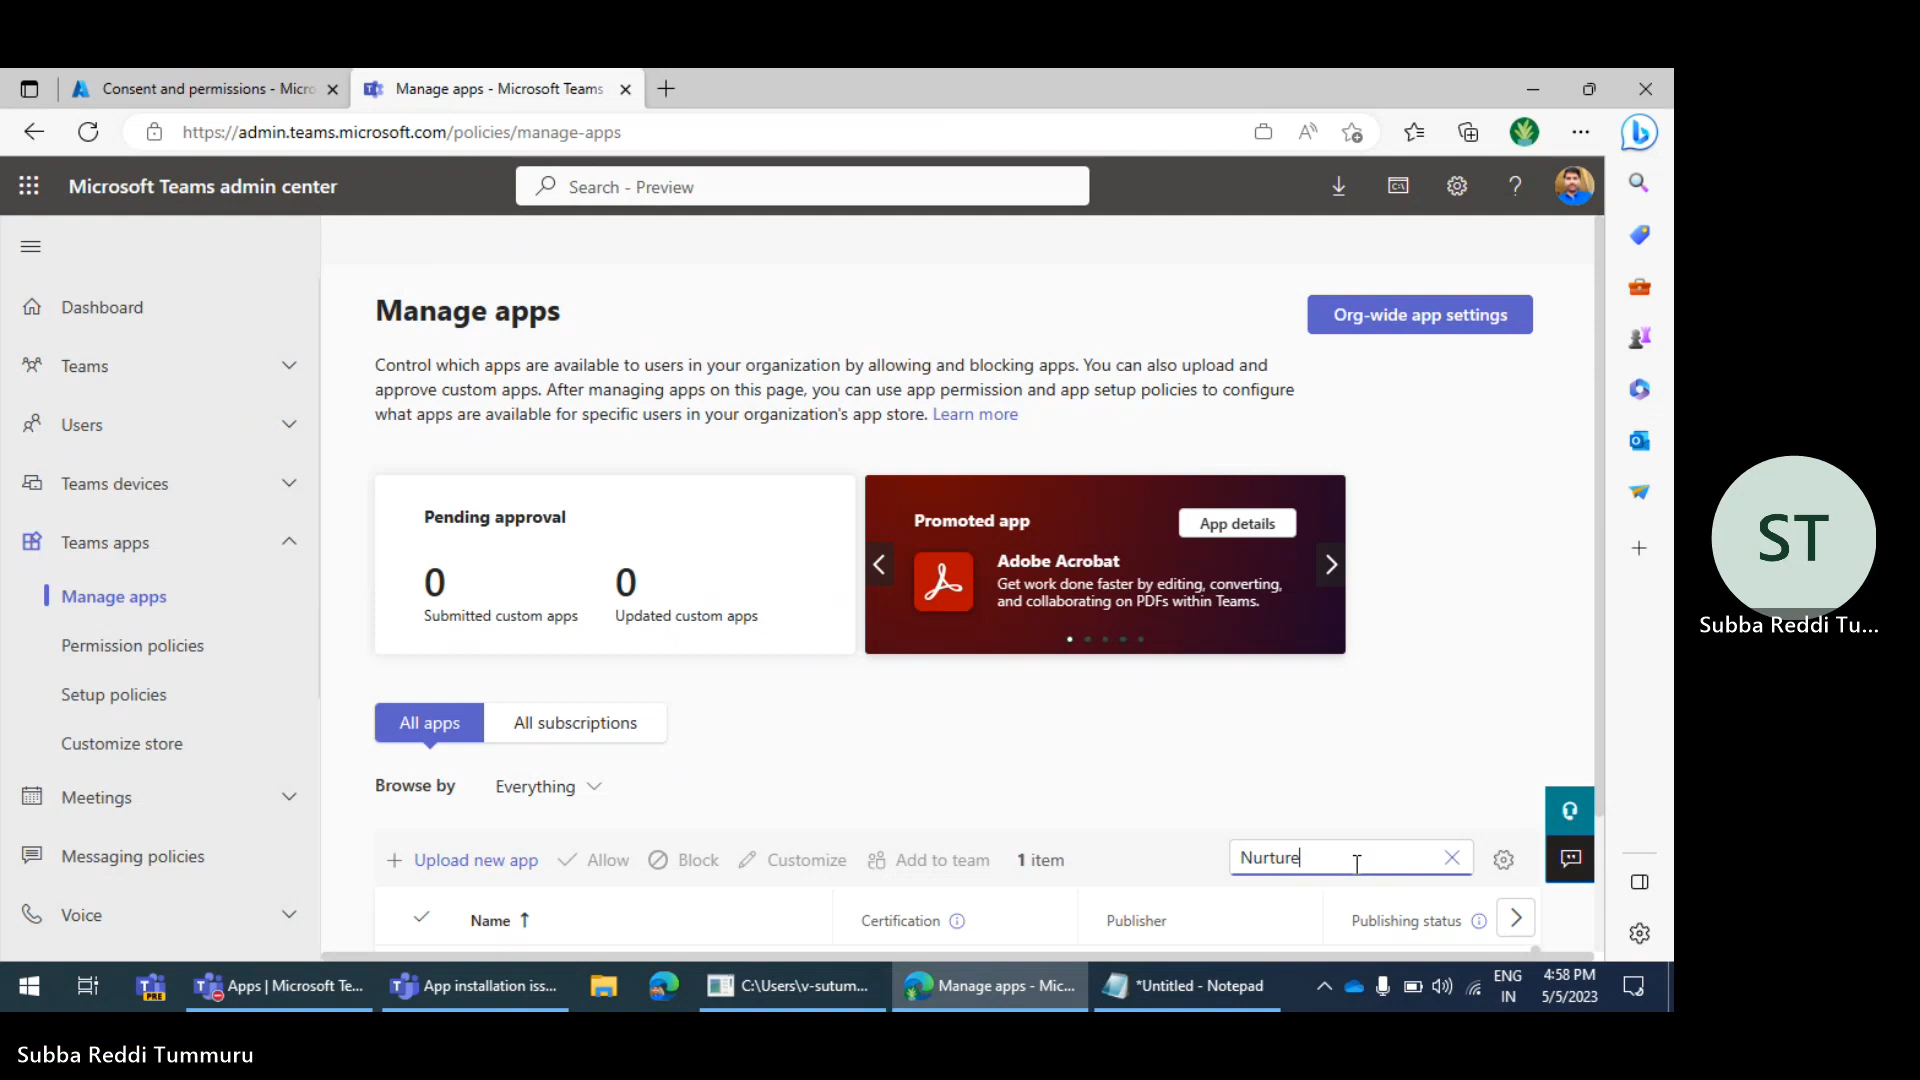 Consent and permissions - Micro
Manage apps - Microsoft Teams
https://admin.teams.microsoft.com/policies/manage-apps
Microsoft Teams admin center
Search - Preview
Dashboard
Teams
Users
Teams devices
Teams apps
Manage apps
Permission policies
Setup policies
Customize store
Meetings
Messaging policies
Voice
Manage apps
Org-wide app settings
Control which apps are available to users in your organization by allowing and blocking apps. You can also upload and
approve custom apps. After managing apps on this page, you can use app permission and app setup policies to configure
what apps are available for specific users in your organization's app store. Learn more
Pending approval
0
Submitted custom apps
0
Updated custom apps
Promoted app
App details
Adobe Acrobat
Get work done faster by editing, converting,
and collaborating on PDFs within Teams.
All apps
All subscriptions
Browse by
Everything
+ Upload new app
Allow
Block
Customize
Add to team
1 item
Nurture
Name ↑
Certification
Publisher
Publishing status
ST
Subba Reddi Tu...
PRE
Apps | Microsoft Te...
App installation iss...
C:\Users\v-sutum...
Manage apps - Mic...
*Untitled - Notepad
ENG
IN
4:58 PM
5/5/2023
Subba Reddi Tummuru